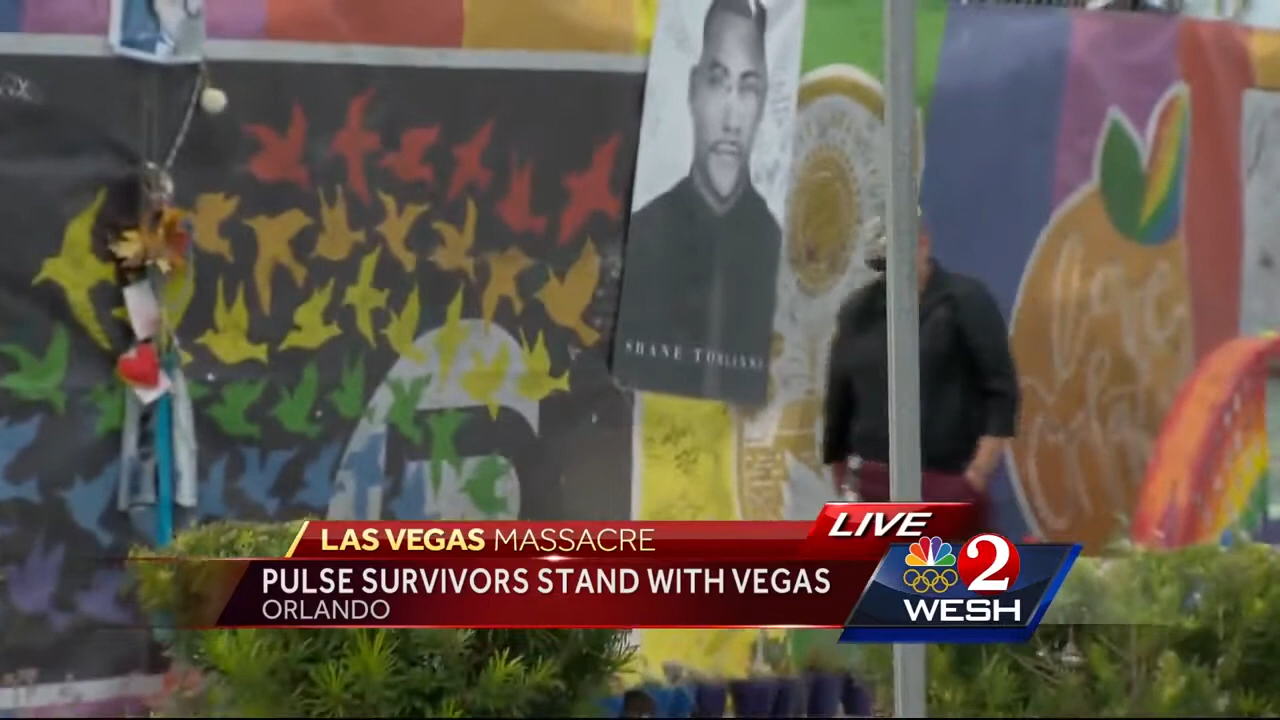 SHANE TOMLINSON
LAS VEGAS MASSACRE
LIVE
PULSE SURVIVORS STAND WITH VEGAS
ORLANDO
2
WESH